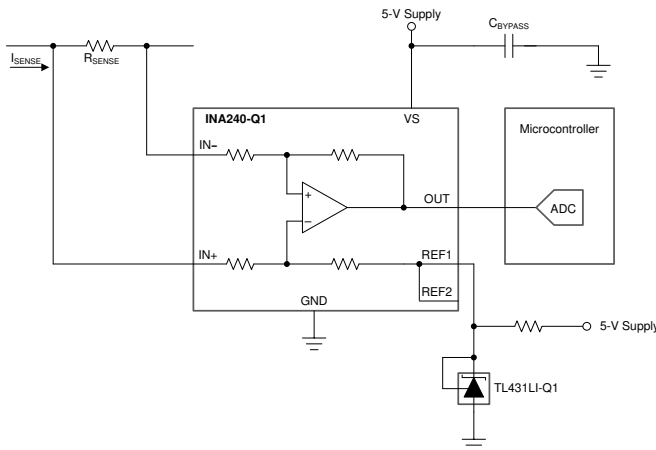 5-V Supply
CBYPASS
ISENSE
RSENSE
INA240-Q1
VS
Microcontroller
IN-
+
OUT
ADC
–
IN+
REF1
REF2
GND
5-V Supply
TL431LI-Q1